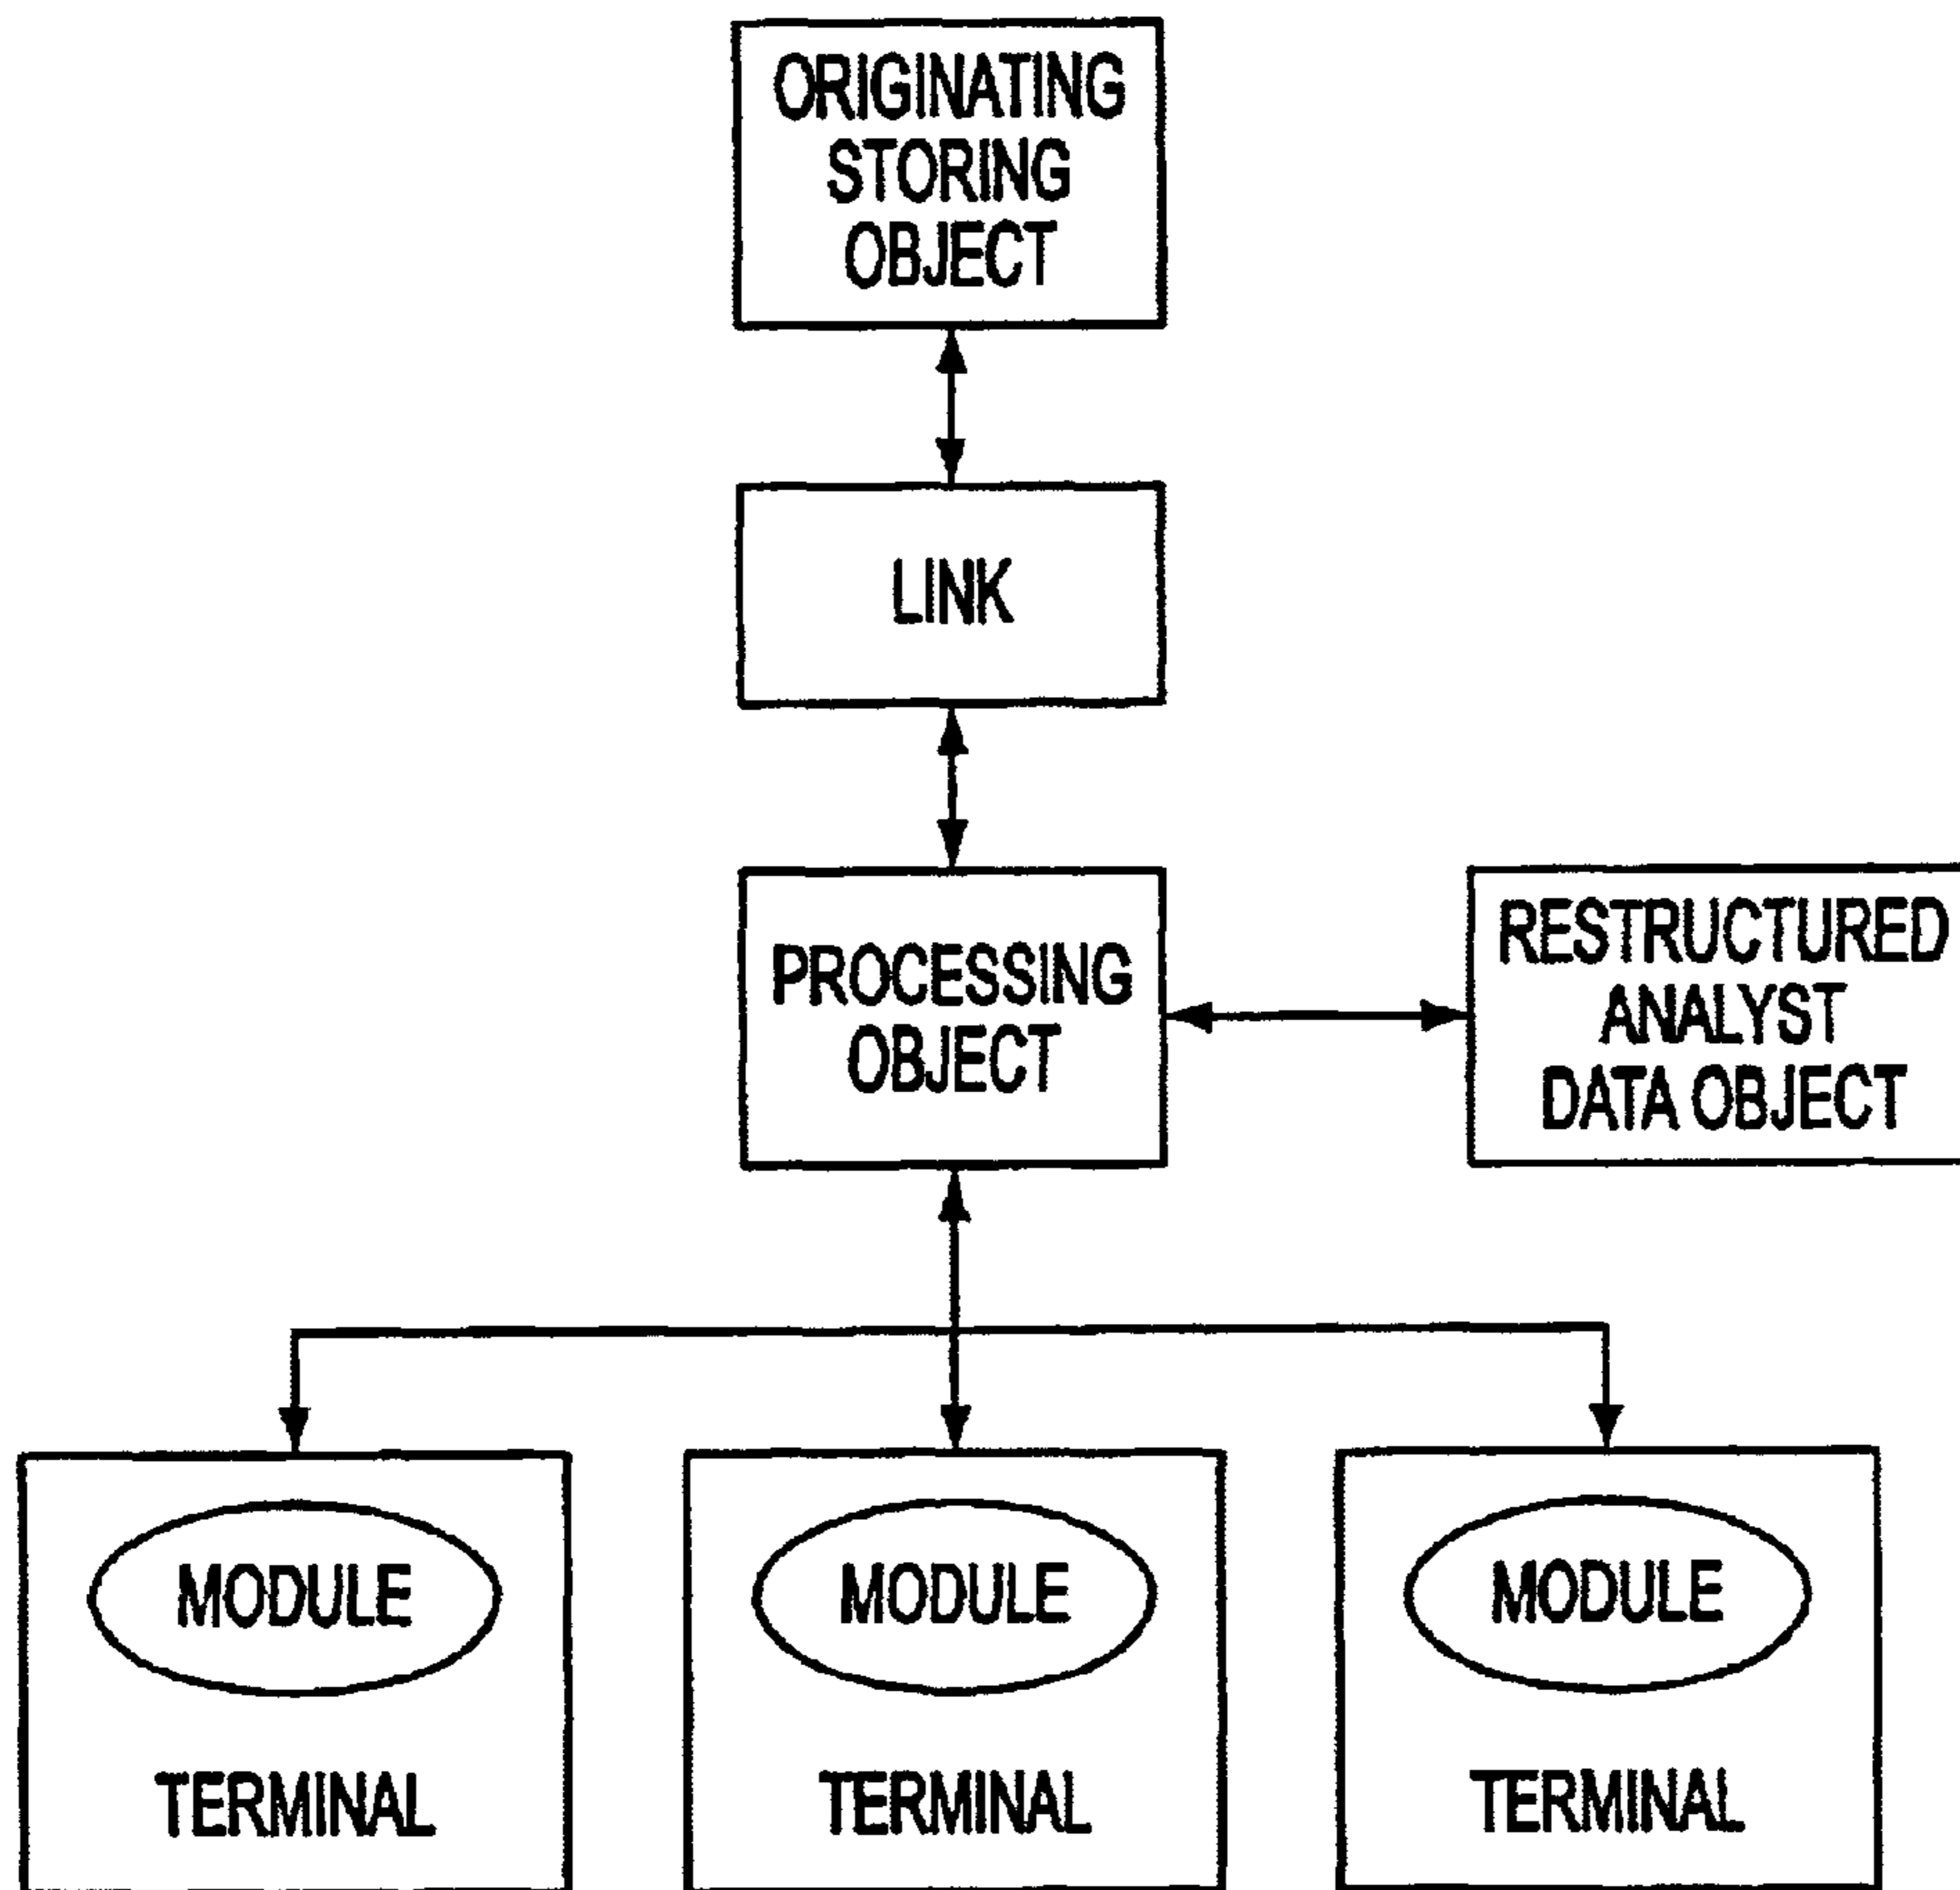 ORIGINATING
STORING
OBJECT
LINK
PROCESSING
OBJECT
RESTRUCTURED
ANALYST
DATA OBJECT
MODULE
TERMINAL
MODULE
TERMINAL
MODULE
TERMINAL